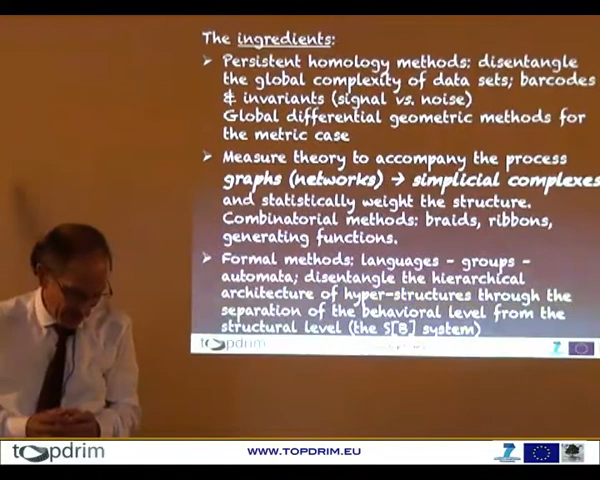 The ingredients:
➢ Persistent homology methods: disentangle
the global complexity of data sets; barcodes
& invariants (signal vs. noise)
Global differential geometric methods for
the metric case
➢ Measure theory to accompany the process
graphs (networks) → simplicial complexes
and statistically weight the structure.
Combinatorial methods: braids, ribbons,
generating functions.
➢ Formal methods: languages - groups -
automata; disentangle the hierarchical
architecture of hyper-structures through the
separation of the behavioral level from the
structural level (the S[B] system)
topdrim
7
topdrim
WWW.TOPDRIM.EU
7